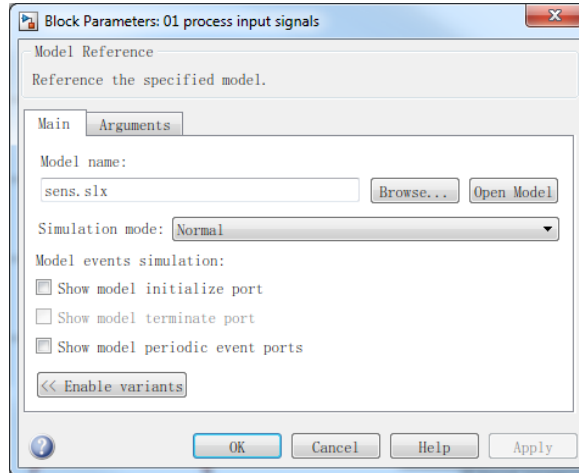 Block Parameters: 01 process input signals
Model Reference
Reference the specified model.
Main Arguments
Model name:
sens.slx Browse... Open Model
Simulation mode: Normal
Model events simulation:
Show model initialize port
Show model terminate port
Show model periodic event ports
<< Enable variants
OK Cancel Help Apply